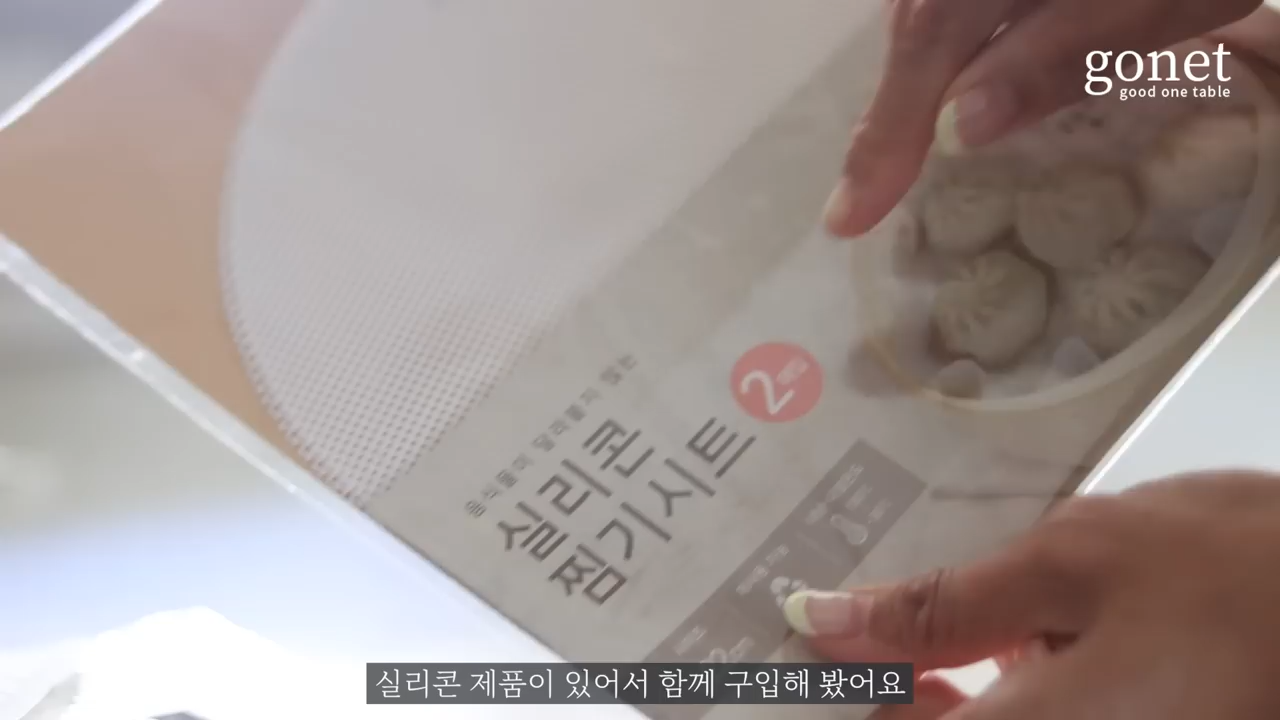 gonet
good one table
음식물이 달라붙지 않는
실리콘
찜기시트
2
실리콘 제품이 있어서 함께 구입해 봤어요